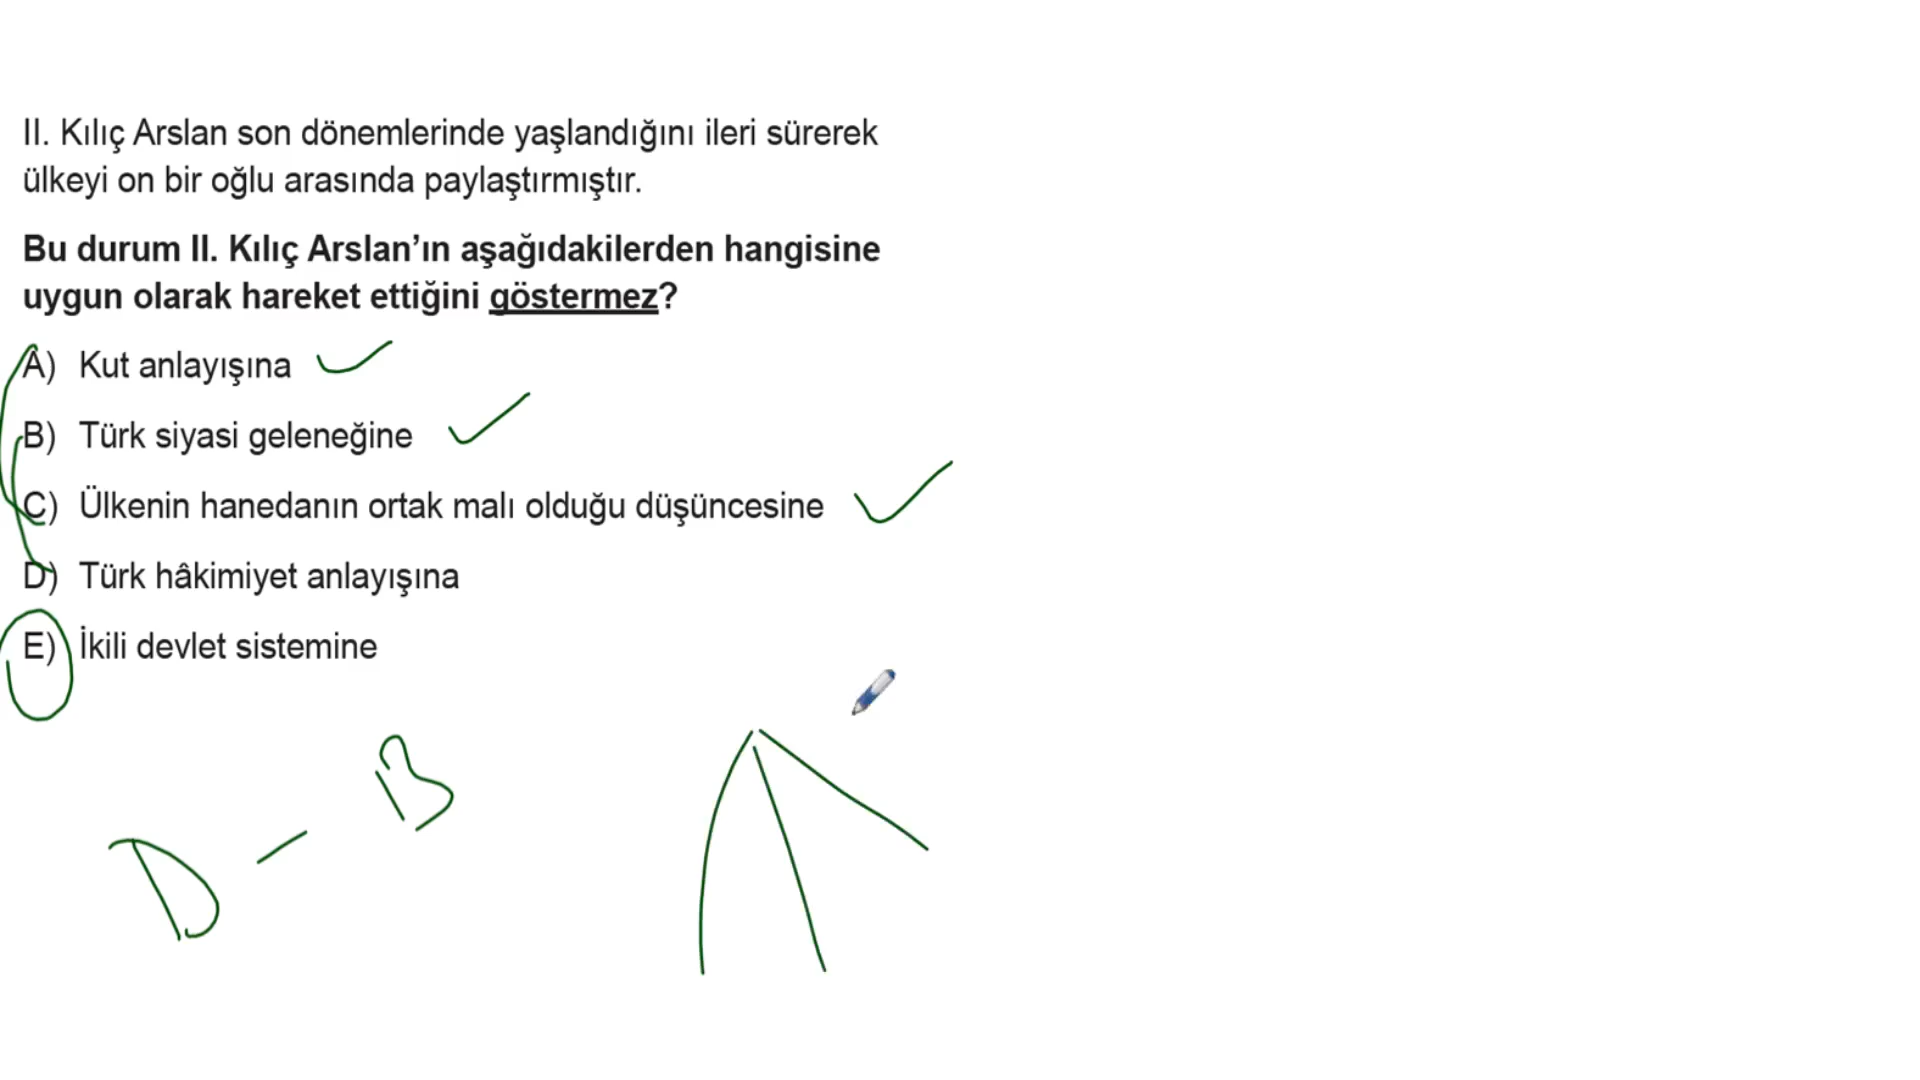 II. Kılıç Arslan son dönemlerinde yaşlandığını ileri sürerek
ülkeyi on bir oğlu arasında paylaştırmıştır.
Bu durum II. Kılıç Arslan’ın aşağıdakilerden hangisine
uygun olarak hareket ettiğini göstermez?
A) Kut anlayışına
B) Türk siyasi geleneğine
C) Ülkenin hanedanın ortak malı olduğu düşüncesine
D) Türk hâkimiyet anlayışına
E) İkili devlet sistemine
D - B